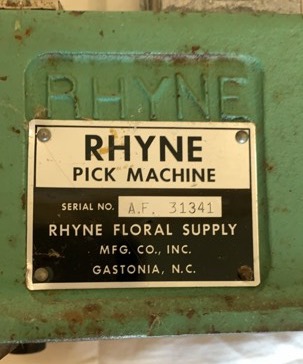 RHYNE
RHYNE
PICK MACHINE
SERIAL NO. A.F. 31341
RHYNE FLORAL SUPPLY
MFG. CO., INC.
GASTONIA, N.C.